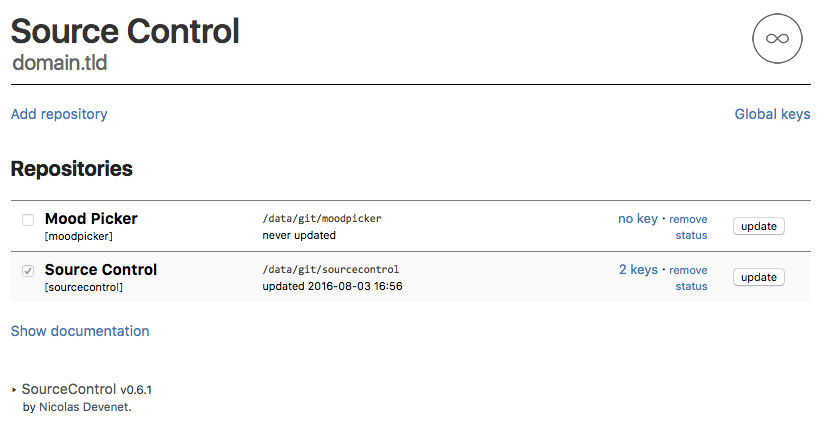 Source Control
domain.tld
Add repository
Global keys
Repositories
Mood Picker
[moodpicker]
/data/git/moodpicker
never updated
no key · remove
status
update
Source Control
[sourcecontrol]
/data/git/sourcecontrol
updated 2016-08-03 16:56
2 keys · remove
status
update
Show documentation
‣ SourceControl v0.6.1
by Nicolas Devenet.